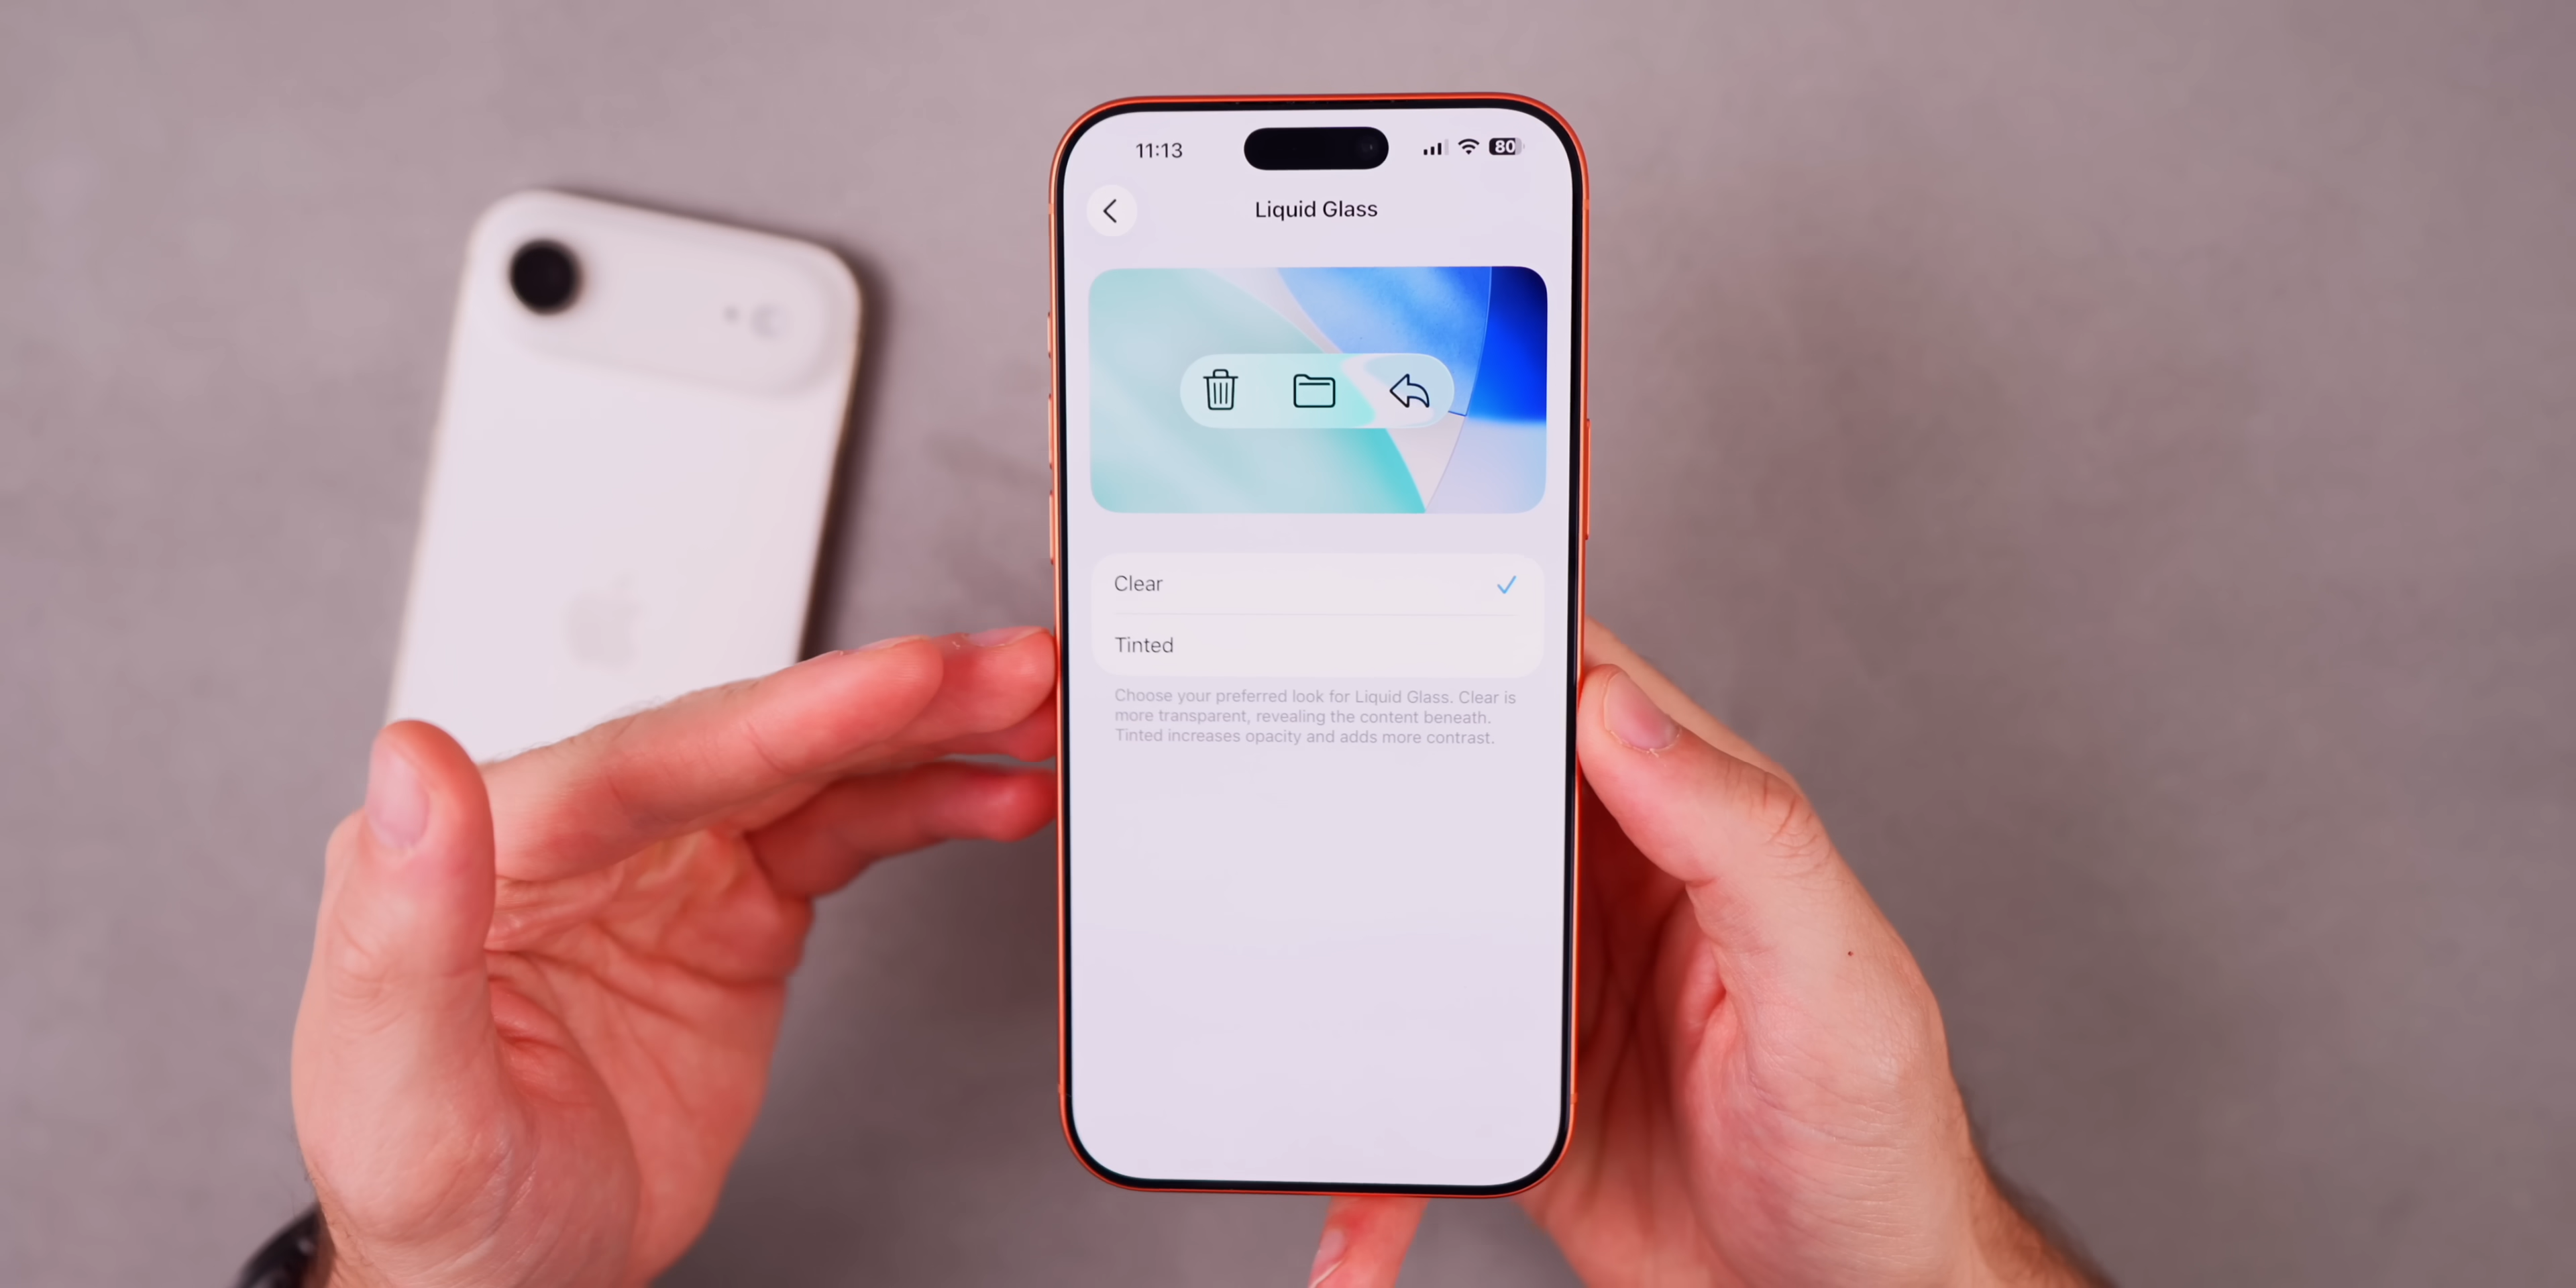 11:13
80
Liquid Glass
Clear
Tinted
Choose your preferred look for Liquid Glass. Clear is
more transparent, revealing the content beneath.
Tinted increases opacity and adds more contrast.